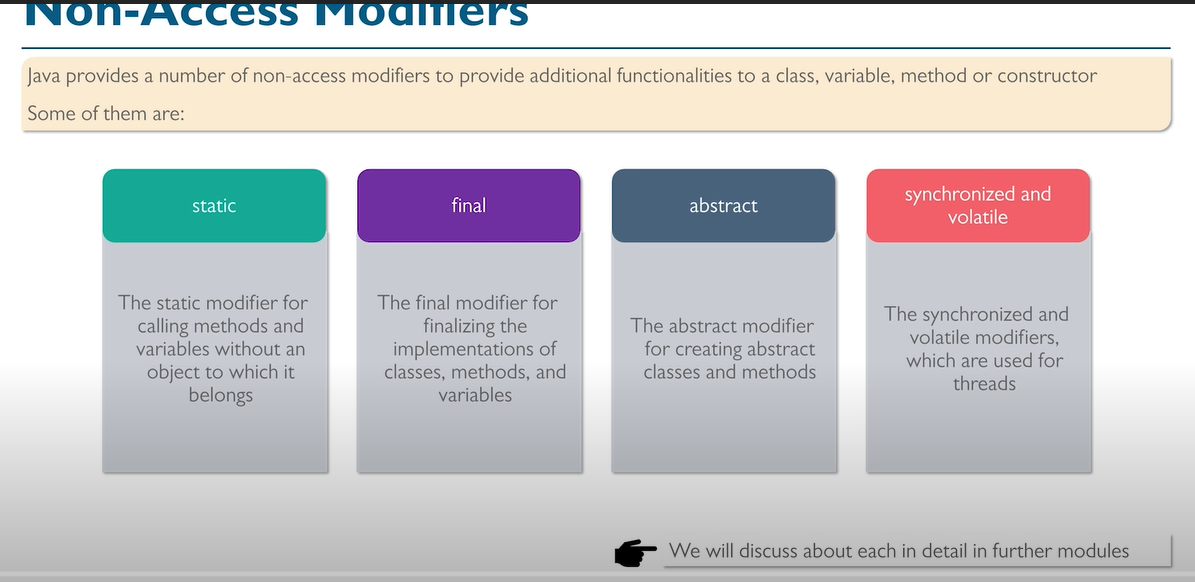 Non-Access Modifiers
Java provides a number of non-access modifiers to provide additional functionalities to a class, variable, method or constructor
Some of them are:
static
The static modifier for
calling methods and
variables without an
object to which it
belongs
final
The final modifier for
finalizing the
implementations of
classes, methods, and
variables
abstract
The abstract modifier
for creating abstract
classes and methods
synchronized and
volatile
The synchronized and
volatile modifiers,
which are used for
threads
We will discuss about each in detail in further modules